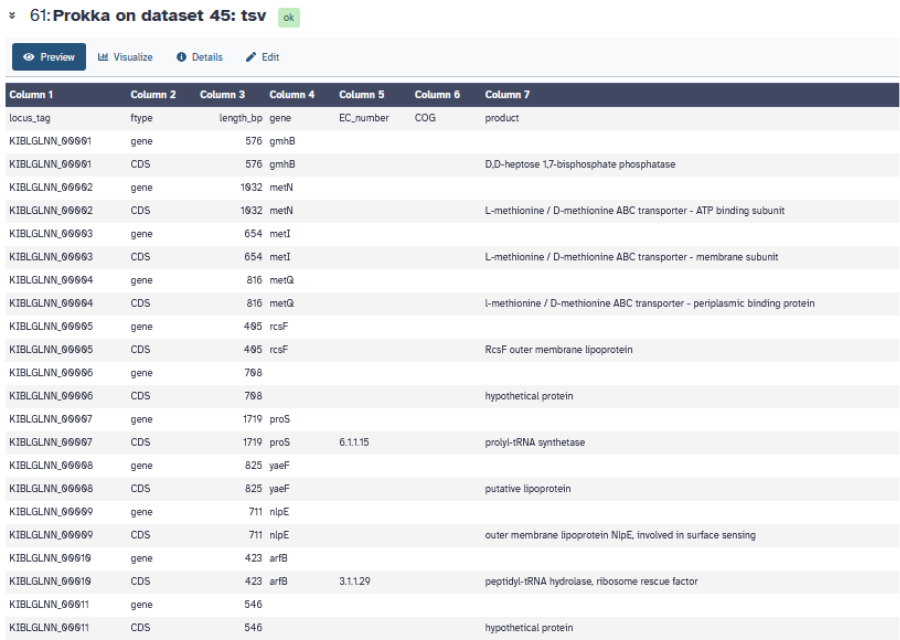 61: Prokka on dataset 45: tsv ok
Preview Visualize Details Edit
Column 1 Column 2 Column 3 Column 4 Column 5 Column 6 Column 7
locus_tag ftype length_bp gene EC_number COG product
KIBLGLNN_00001 gene 576 gmhB
KIBLGLNN_00001 CDS 576 gmhB D,D-heptose 1,7-bisphosphate phosphatase
KIBLGLNN_00002 gene 1032 metN
KIBLGLNN_00002 CDS 1032 metN L-methionine / D-methionine ABC transporter - ATP binding subunit
KIBLGLNN_00003 gene 654 metI
KIBLGLNN_00003 CDS 654 metI L-methionine / D-methionine ABC transporter - membrane subunit
KIBLGLNN_00004 gene 816 metQ
KIBLGLNN_00004 CDS 816 metQ l-methionine / D-methionine ABC transporter - periplasmic binding protein
KIBLGLNN_00005 gene 405 rcsF
KIBLGLNN_00005 CDS 405 rcsF RcsF outer membrane lipoprotein
KIBLGLNN_00006 gene 708
KIBLGLNN_00006 CDS 708 hypothetical protein
KIBLGLNN_00007 gene 1719 proS
KIBLGLNN_00007 CDS 1719 proS 6.1.1.15 prolyl-tRNA synthetase
KIBLGLNN_00008 gene 825 yaeF
KIBLGLNN_00008 CDS 825 yaeF putative lipoprotein
KIBLGLNN_00009 gene 711 nlpE
KIBLGLNN_00009 CDS 711 nlpE outer membrane lipoprotein NlpE, involved in surface sensing
KIBLGLNN_00010 gene 423 arfB
KIBLGLNN_00010 CDS 423 arfB 3.1.1.29 peptidyl-tRNA hydrolase, ribosome rescue factor
KIBLGLNN_00011 gene 546
KIBLGLNN_00011 CDS 546 hypothetical protein